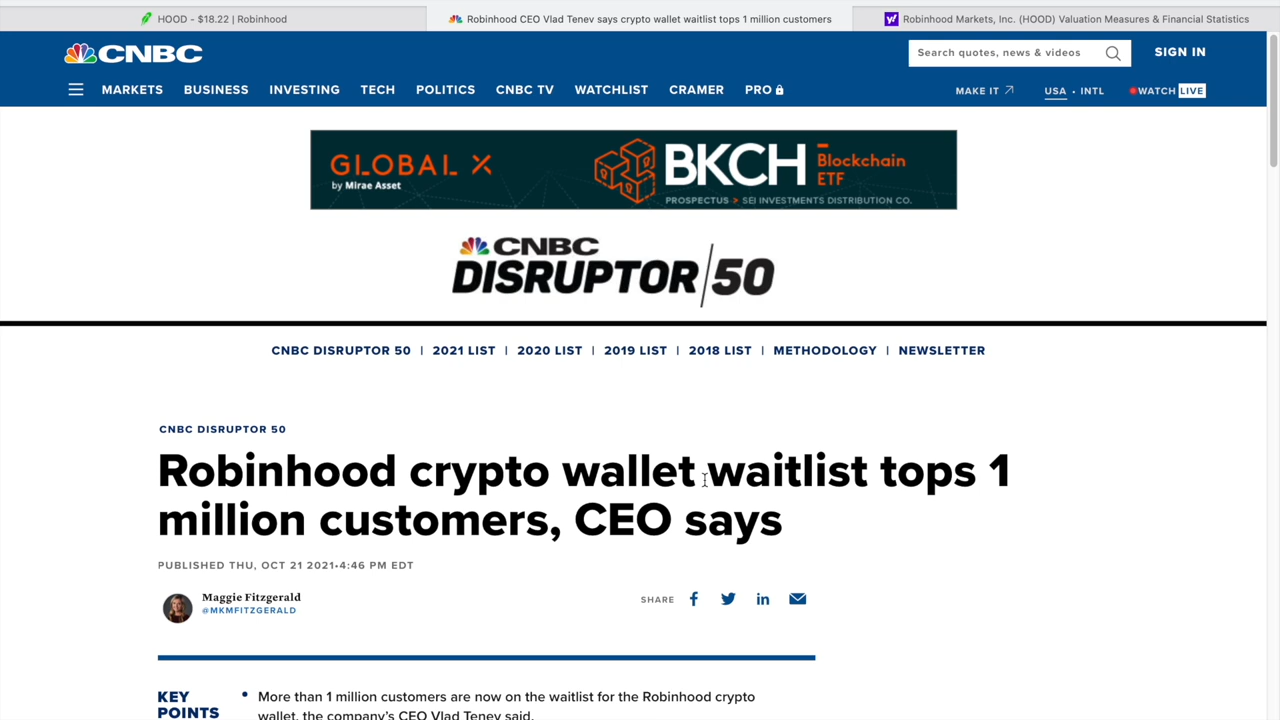 HOOD - $18.22 | Robinhood
Robinhood CEO Vlad Tenev says crypto wallet waitlist tops 1 million customers
Robinhood Markets, Inc. (HOOD) Valuation Measures & Financial Statistics
CNBC
Search quotes, news & videos
SIGN IN
MARKETS BUSINESS INVESTING TECH POLITICS CNBC TV WATCHLIST CRAMER PRO
MAKE IT USA • INTL WATCH LIVE
GLOBAL X
by Mirae Asset
BKCH
Blockchain
ETF
PROSPECTUS > SEI INVESTMENTS DISTRIBUTION CO.
CNBC
DISRUPTOR/50
CNBC DISRUPTOR 50 | 2021 LIST | 2020 LIST | 2019 LIST | 2018 LIST | METHODOLOGY | NEWSLETTER
CNBC DISRUPTOR 50
Robinhood crypto wallet waitlist tops 1
million customers, CEO says
PUBLISHED THU, OCT 21 2021•4:46 PM EDT
Maggie Fitzgerald
@MKMFITZGERALD
SHARE
KEY
POINTS
• More than 1 million customers are now on the waitlist for the Robinhood crypto
wallet, the company's CEO Vlad Tenev said.